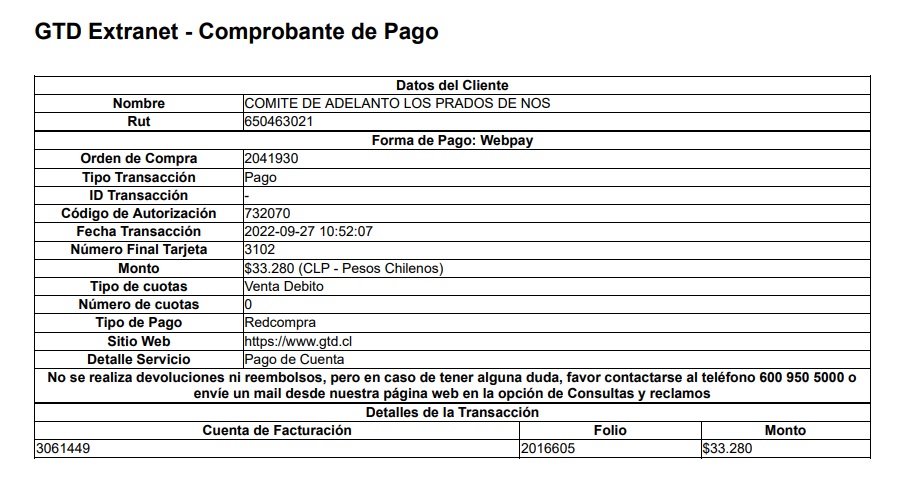 GTD Extranet - Comprobante de Pago
Datos del Cliente
Nombre COMITE DE ADELANTO LOS PRADOS DE NOS
Rut 650463021
Forma de Pago: Webpay
Orden de Compra 2041930
Tipo Transacción Pago
ID Transacción -
Código de Autorización 732070
Fecha Transacción 2022-09-27 10:52:07
Número Final Tarjeta 3102
Monto $33.280 (CLP - Pesos Chilenos)
Tipo de cuotas Venta Debito
Número de cuotas 0
Tipo de Pago Redcompra
Sitio Web https://www.gtd.cl
Detalle Servicio Pago de Cuenta
No se realiza devoluciones ni reembolsos, pero en caso de tener alguna duda, favor contactarse al teléfono 600 950 5000 o
envíe un mail desde nuestra página web en la opción de Consultas y reclamos
Detalles de la Transacción
Cuenta de Facturación Folio Monto
3061449 2016605 $33.280